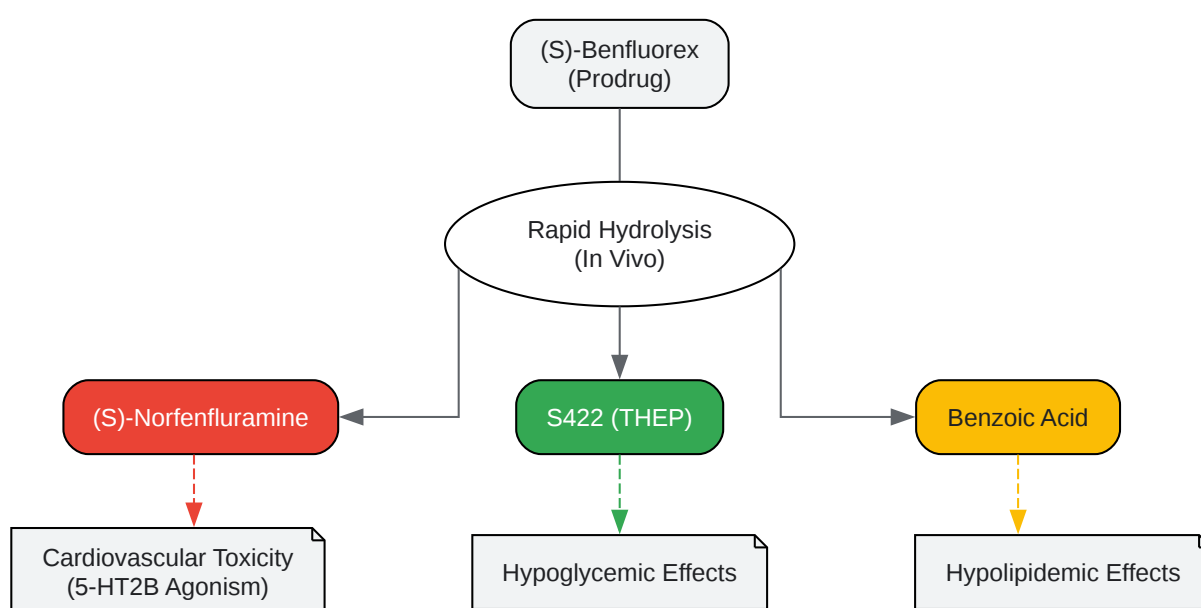 (S)-Benfluorex
(Prodrug)
Rapid Hydrolysis
(In Vivo)
(S)-Norfenfluramine
S422 (THEP)
Benzoic Acid
Cardiovascular Toxicity
(5-HT2B Agonism)
Hypoglycemic Effects
Hypolipidemic Effects